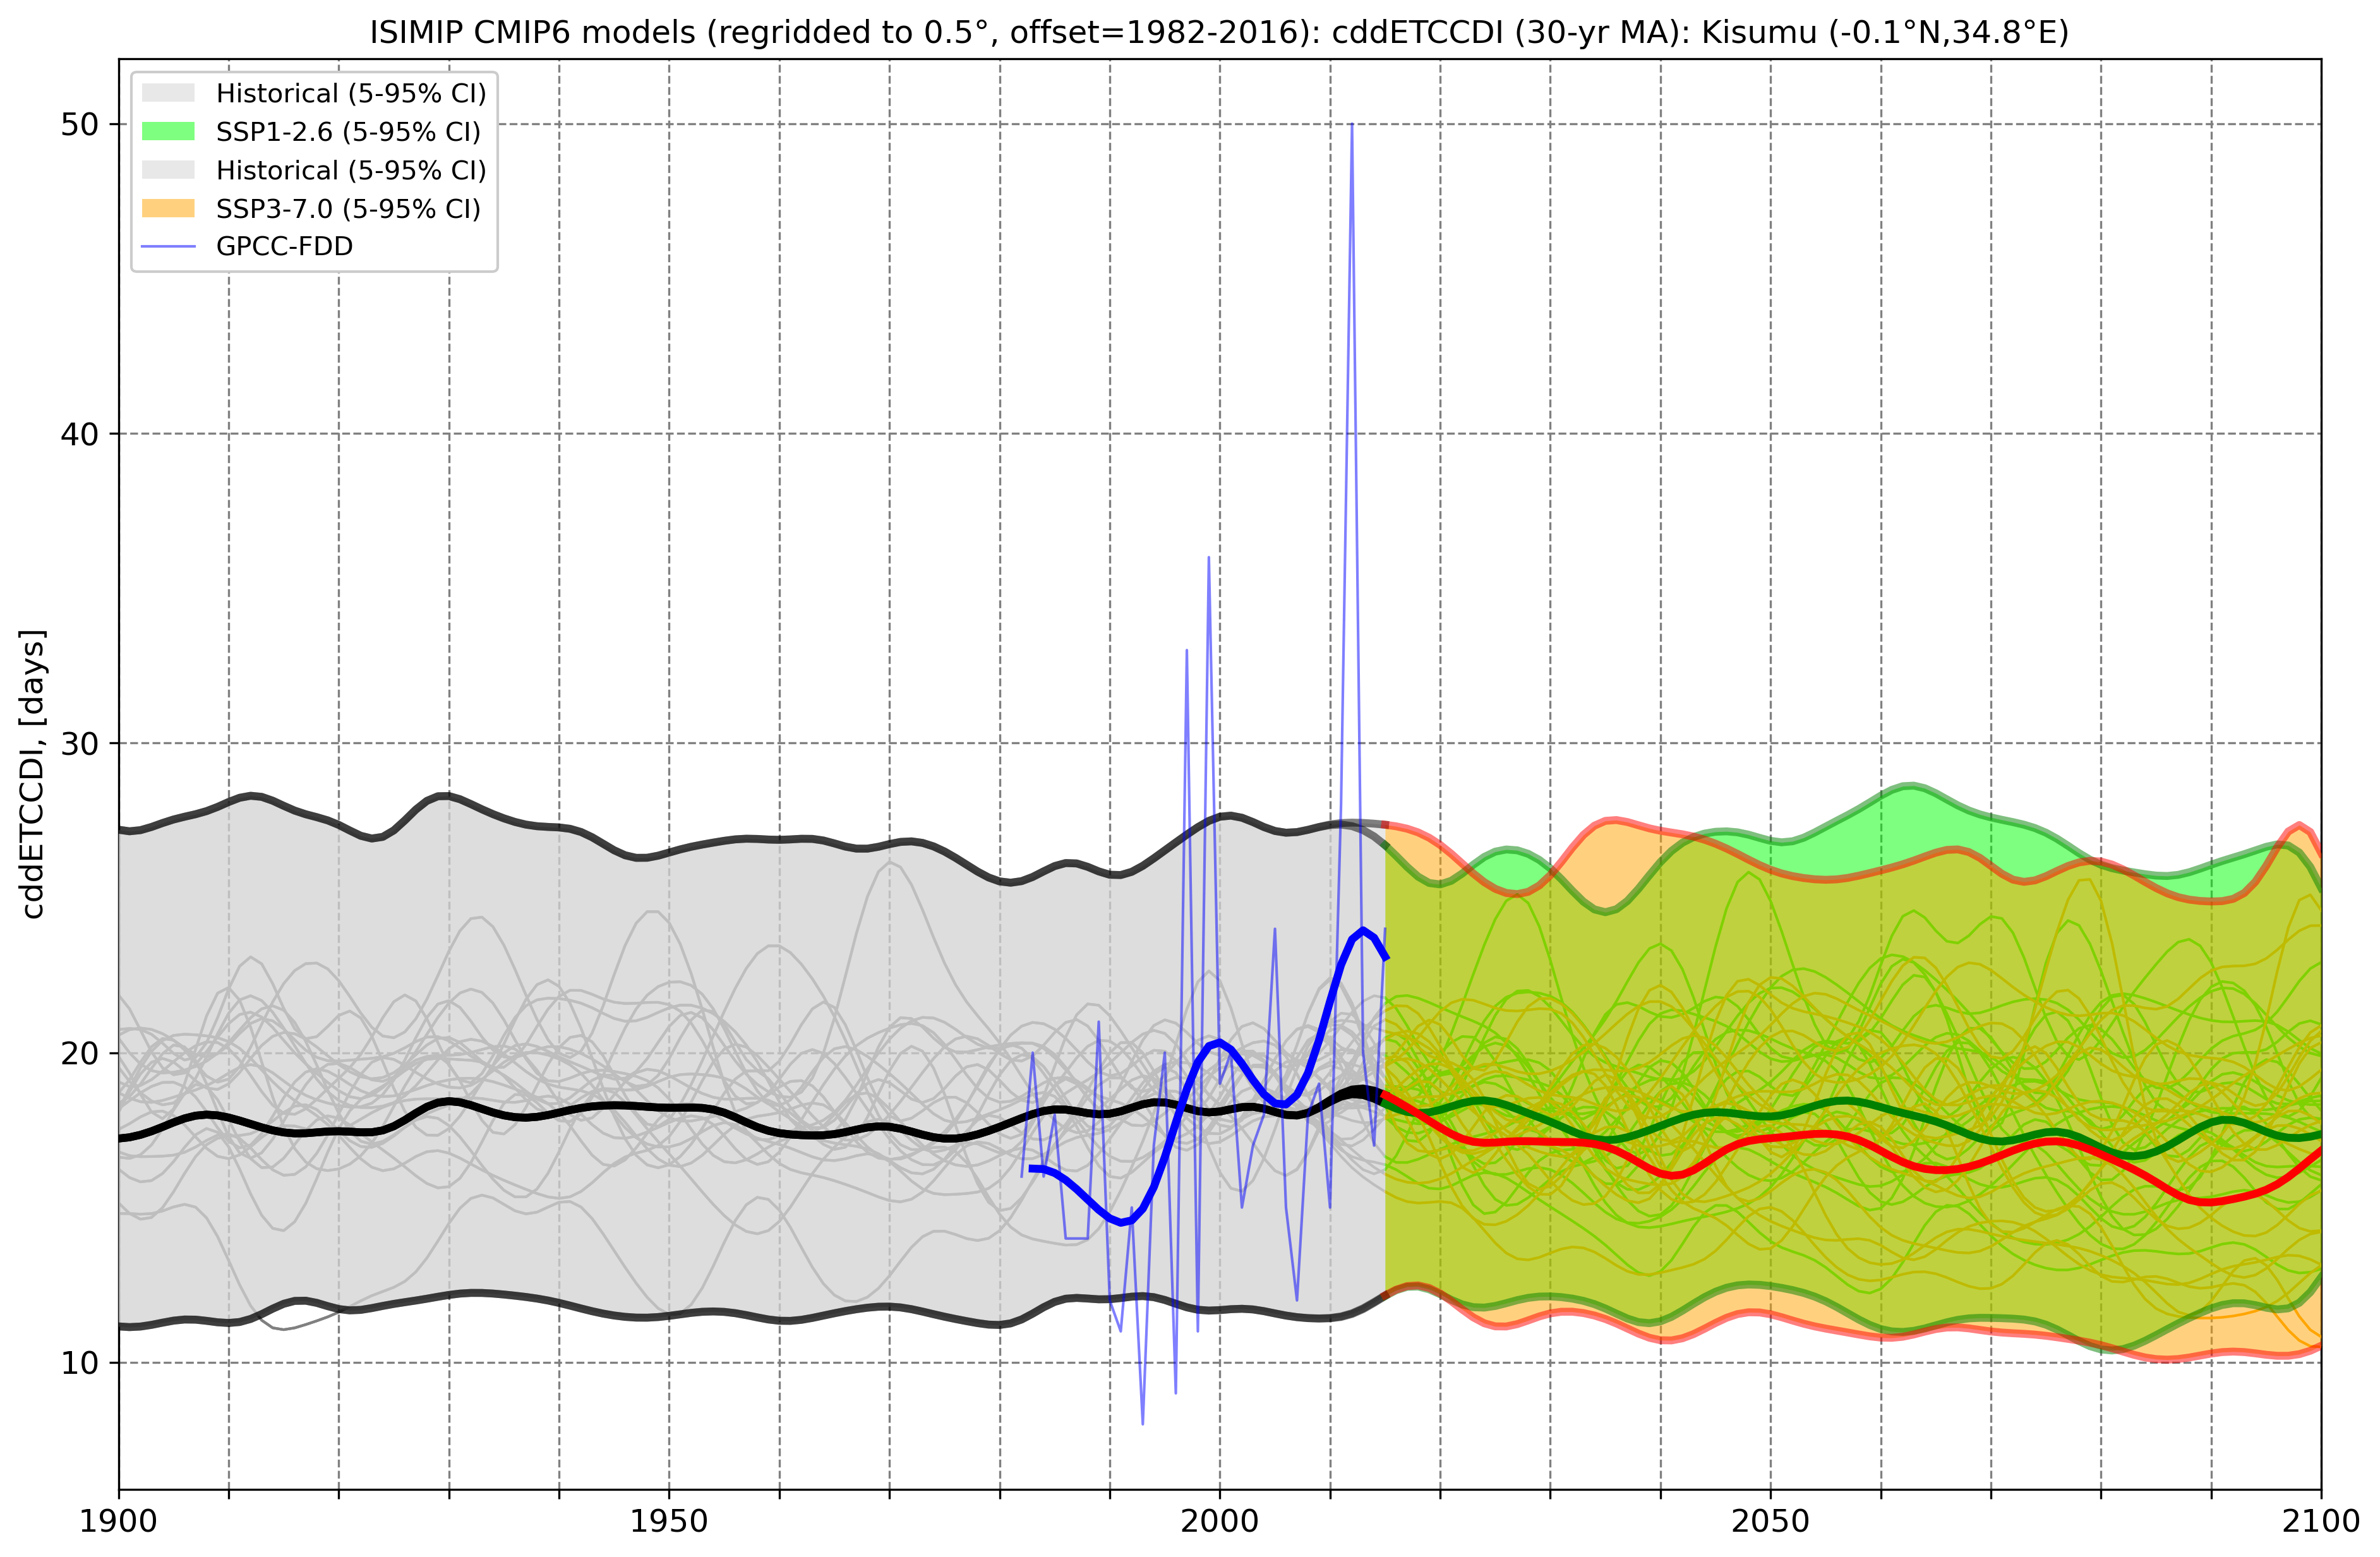 ISIMIP CMIP6 models (regridded to 0.5°, offset=1982-2016): cddETCCDI (30-yr MA): Kisumu (-0.1°N,34.8°E)
Historical (5-95% CI)
SSP1-2.6 (5-95% CI)
Historical (5-95% CI)
SSP3-7.0 (5-95% CI)
GPCC-FDD
cddETCCDI, [days]
50
40
30
20
10
1900
1950
2000
2050
2100